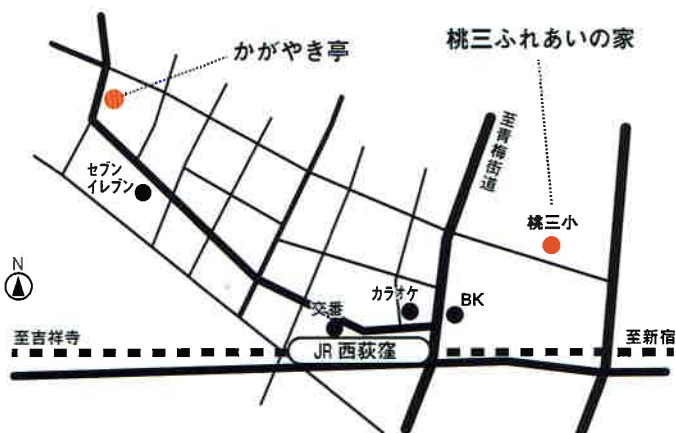 かがやき亭
桃三ふれあいの家
至青梅街道
セブン
イレブン
桃三小
N
カラオケ
BK
交番
至吉祥寺
至新宿
JR 西荻窪